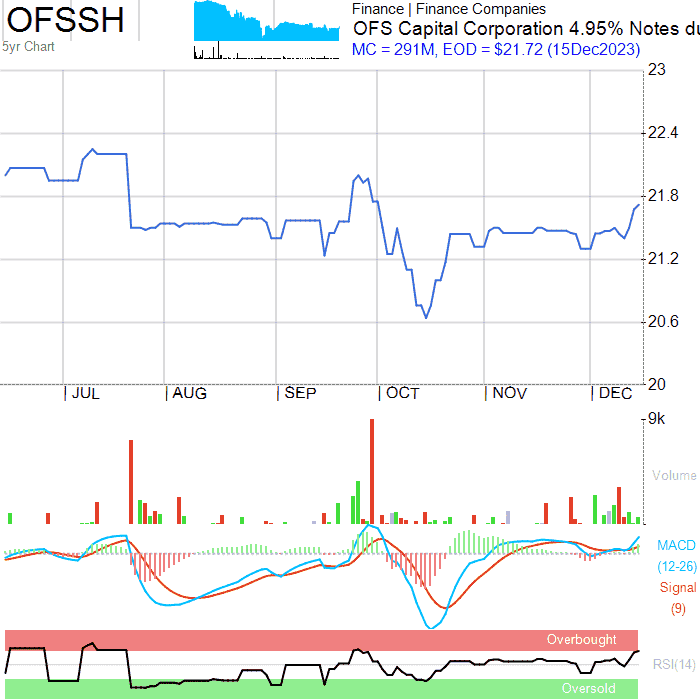 OFSSH
5yr Chart
Finance | Finance Companies
OFS Capital Corporation 4.95% Notes du
MC = 291M, EOD = $21.72 (15Dec2023)
23
22.4
21.8
21.2
20.6
20
JUL
AUG
SEP
OCT
NOV
DEC
9k
Volume
MACD
(12-26)
Signal
(9)
Overbought
RSI(14)
Oversold